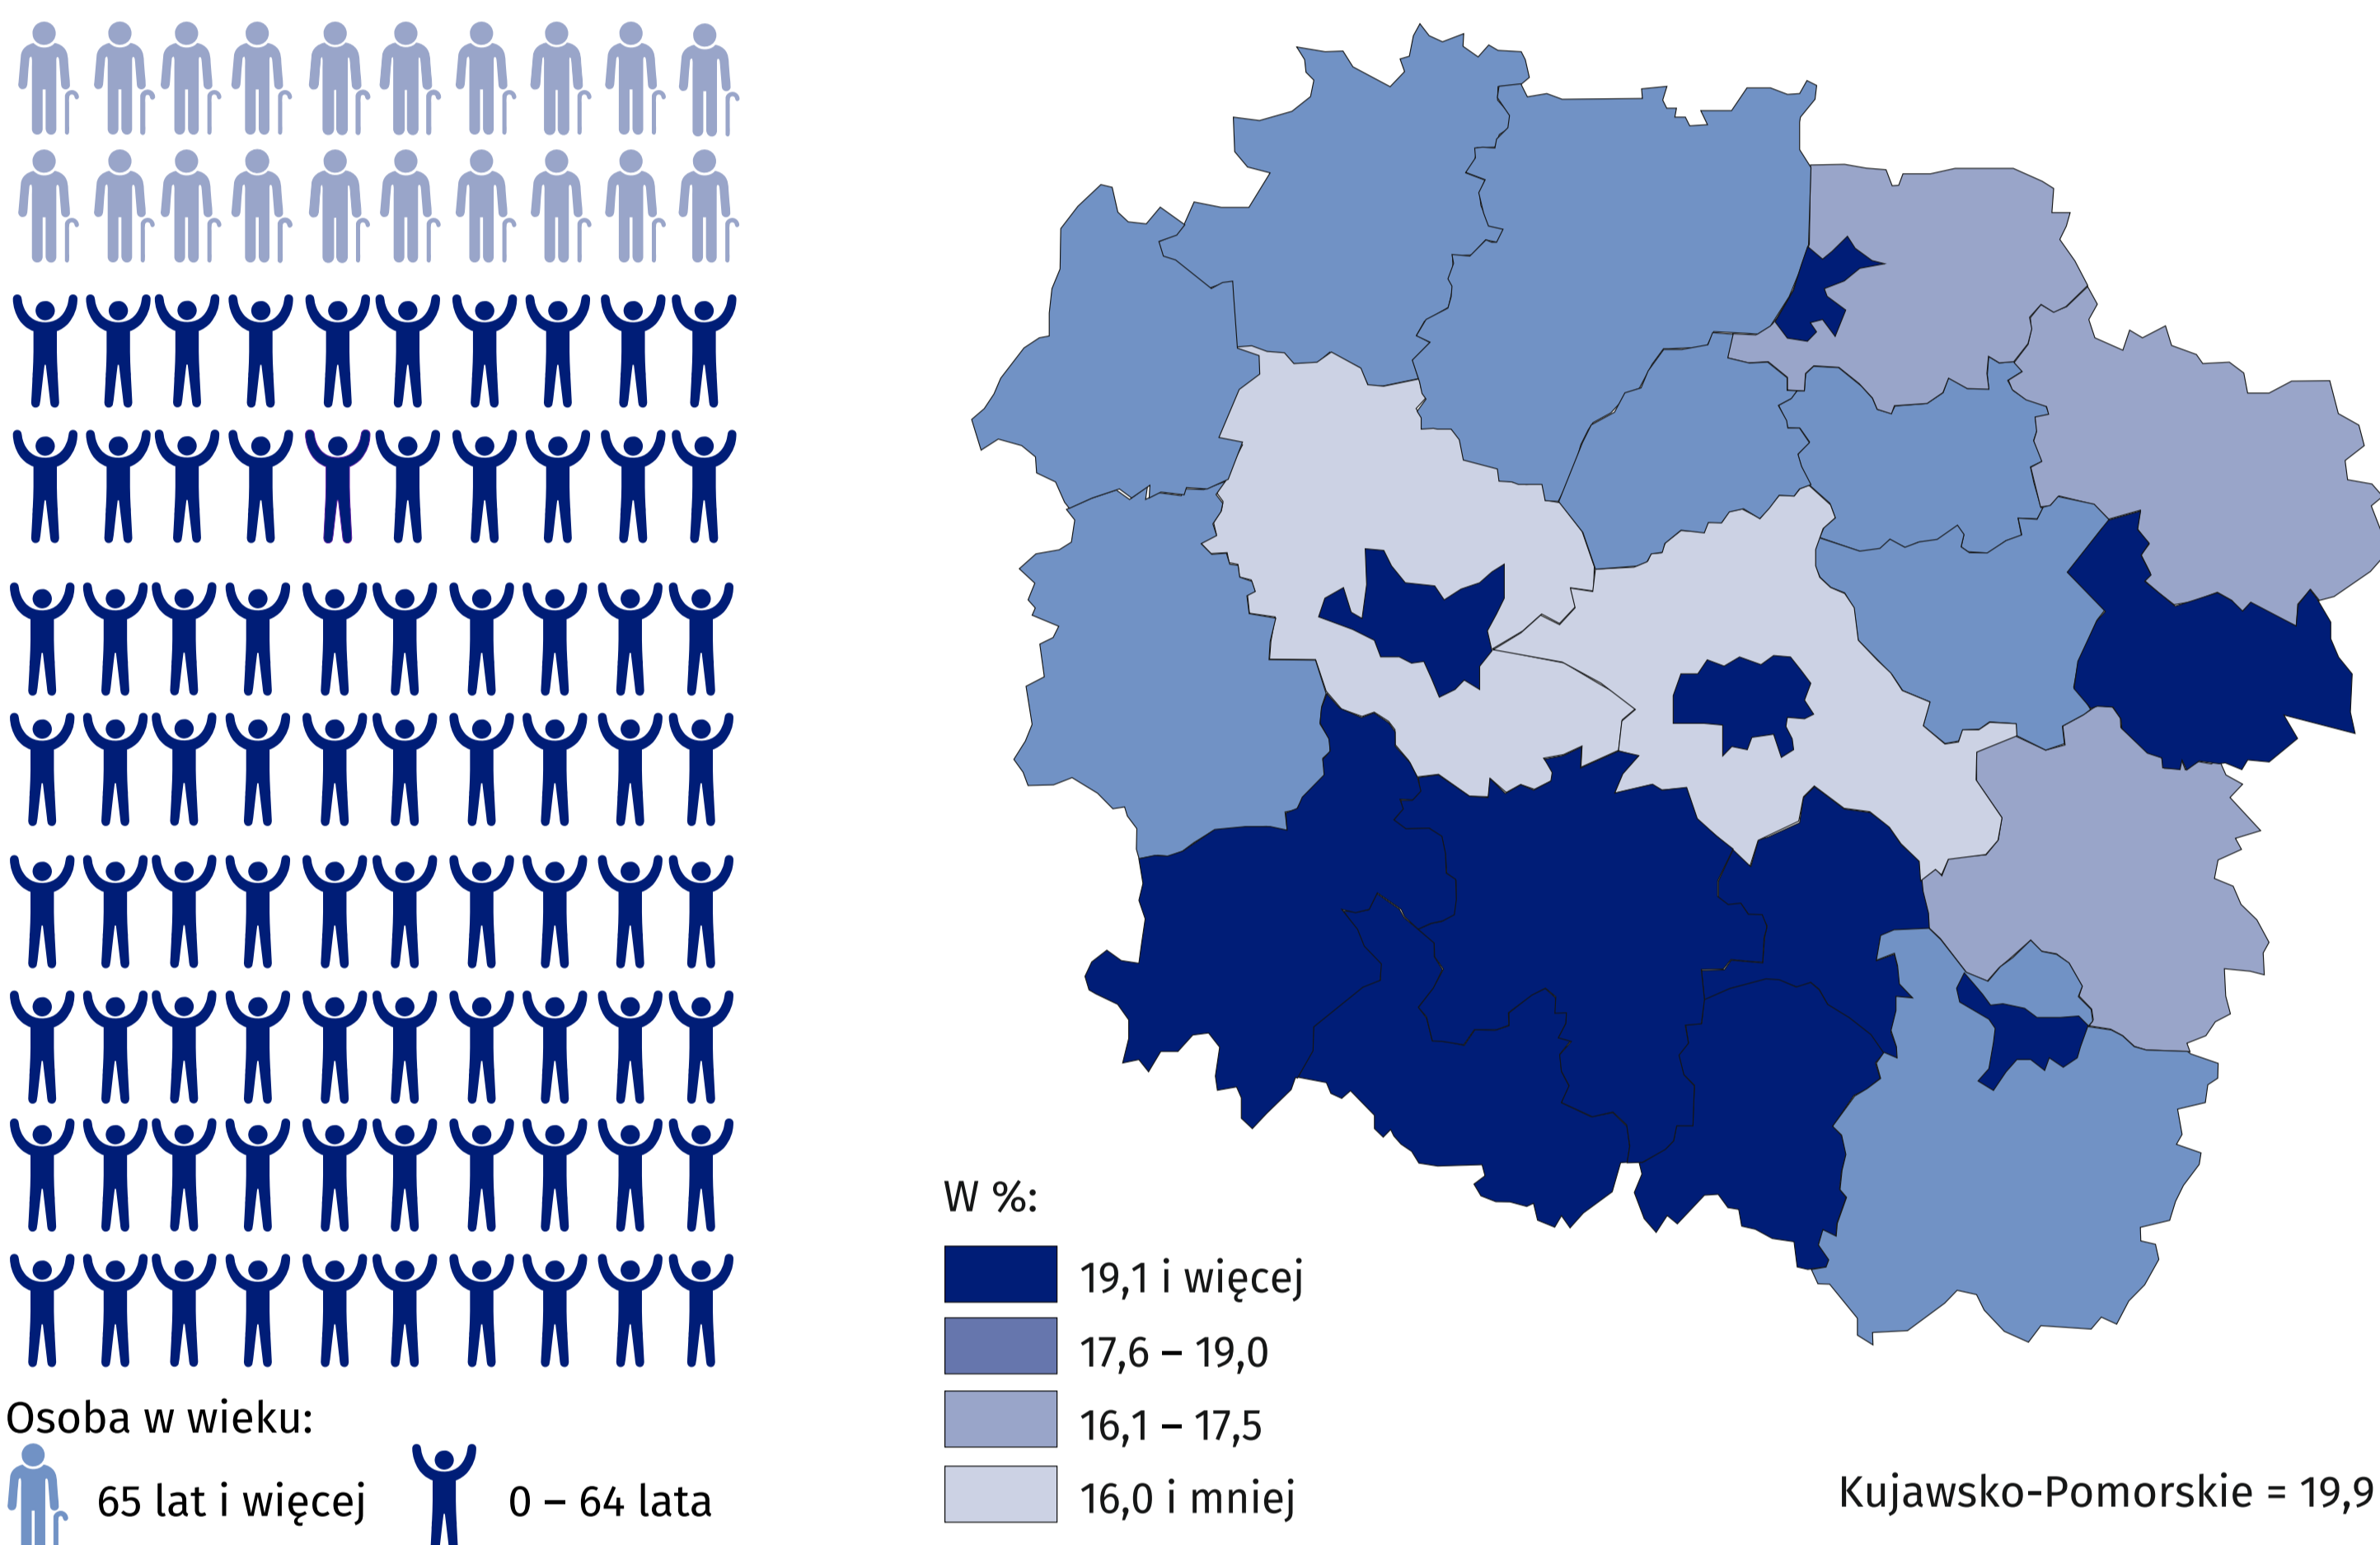 Osoba w wieku:
65 lat i więcej
0 – 64 lata
W %:
19,1 i więcej
17,6 – 19,0
16,1 – 17,5
16,0 i mniej
Kujawsko-Pomorskie = 19,9